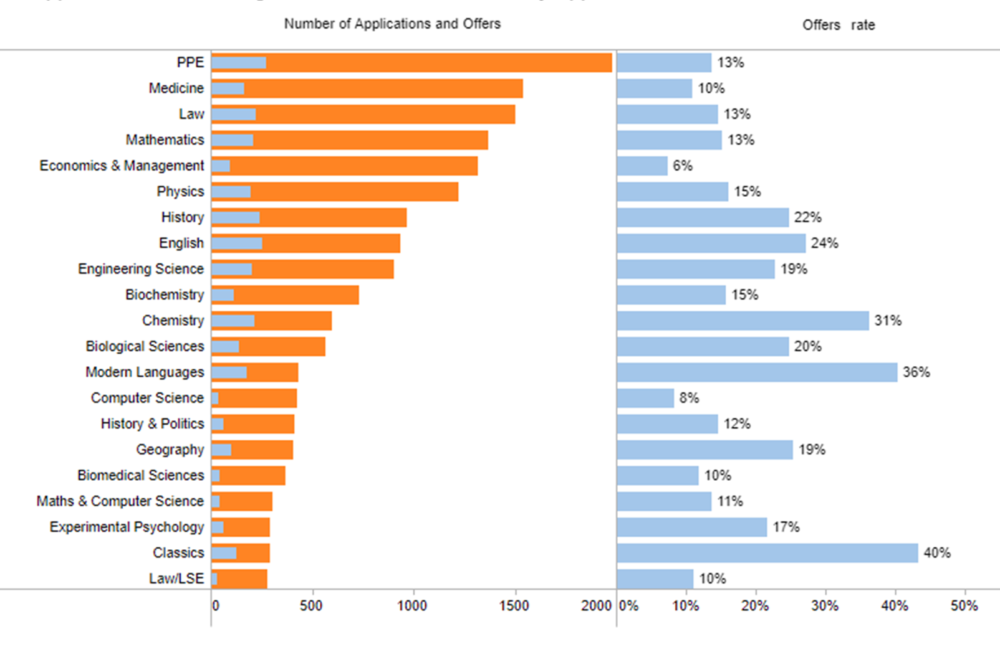 Number of Applications and Offers
Offers rate
PPE 13%
Medicine 10%
Law 13%
Mathematics 13%
Economics & Management 6%
Physics 15%
History 22%
English 24%
Engineering Science 19%
Biochemistry 15%
Chemistry 31%
Biological Sciences 20%
Modern Languages 36%
Computer Science 8%
History & Politics 12%
Geography 19%
Biomedical Sciences 10%
Maths & Computer Science 11%
Experimental Psychology 17%
Classics 40%
Law/LSE 10%
0 500 1000 1500 2000 0% 10% 20% 30% 40% 50%